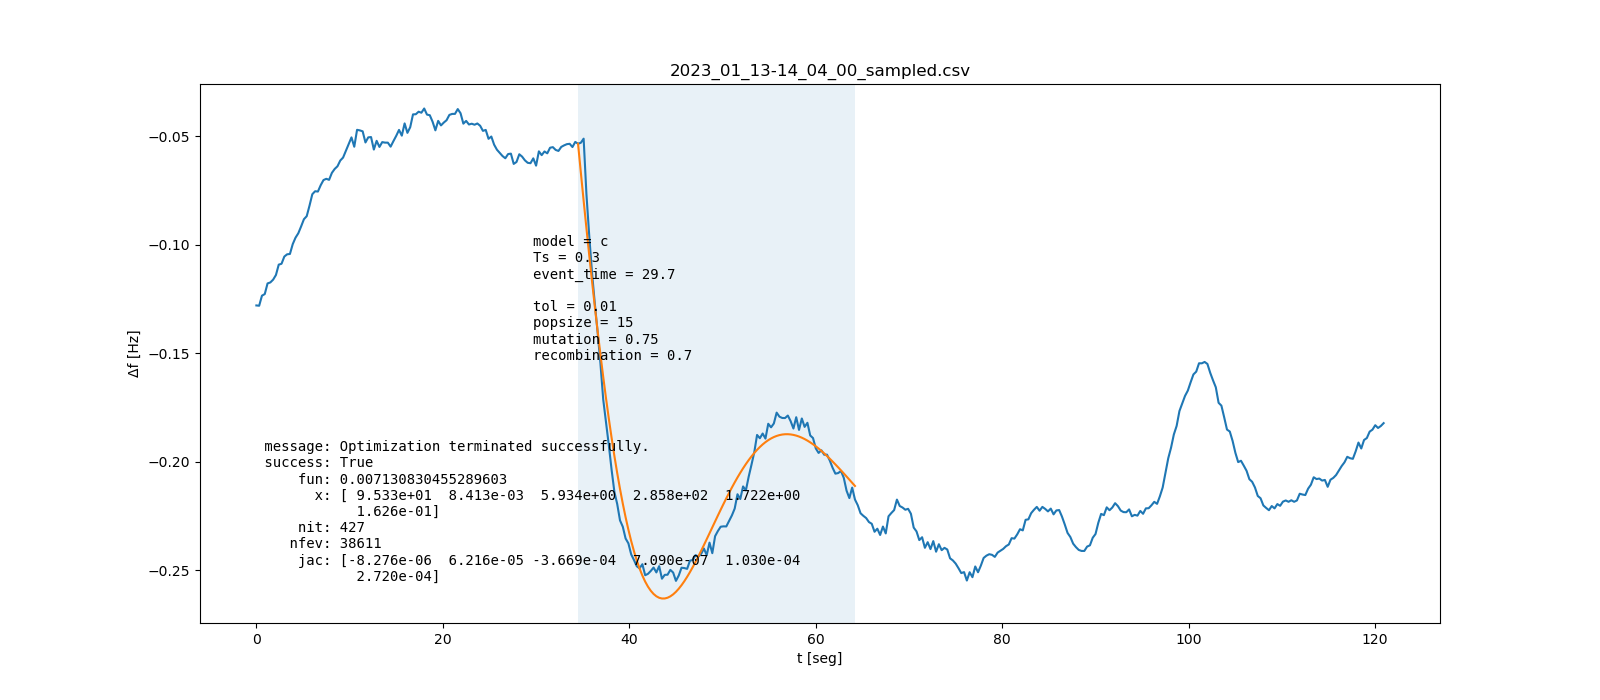 2023_01_13-14_04_00_sampled.csv
−0.05
−0.10
−0.15
−0.20
−0.25
Δf [Hz]
model = c
Ts = 0.3
event_time = 29.7
tol = 0.01
popsize = 15
mutation = 0.75
recombination = 0.7
message: Optimization terminated successfully.
success: True
fun: 0.007130830455289603
x: [ 9.533e+01 8.413e-03 5.934e+00 2.858e+02 1.722e+00
1.626e-01]
nit: 427
nfev: 38611
jac: [-8.276e-06 6.216e-05 -3.669e-04 7.090e-07 1.030e-04
2.720e-04]
0 20 40 60 80 100 120
t [seg]